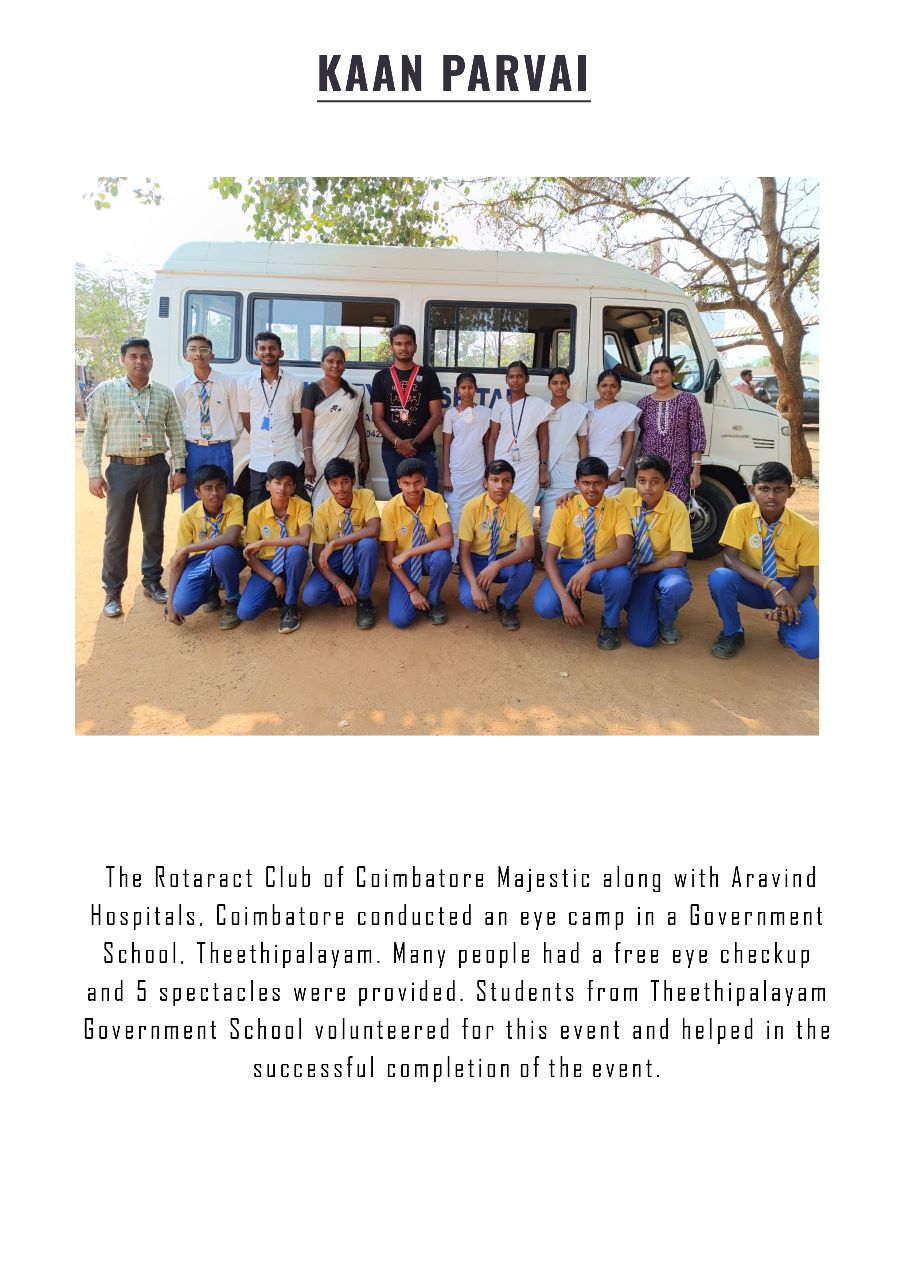 KAAN PARVAI
The Rotaract Club of Coimbatore Majestic along with Aravind
Hospitals, Coimbatore conducted an eye camp in a Government
School, Theethipalayam. Many people had a free eye checkup
and 5 spectacles were provided. Students from Theethipalayam
Government School volunteered for this event and helped in the
successful completion of the event.